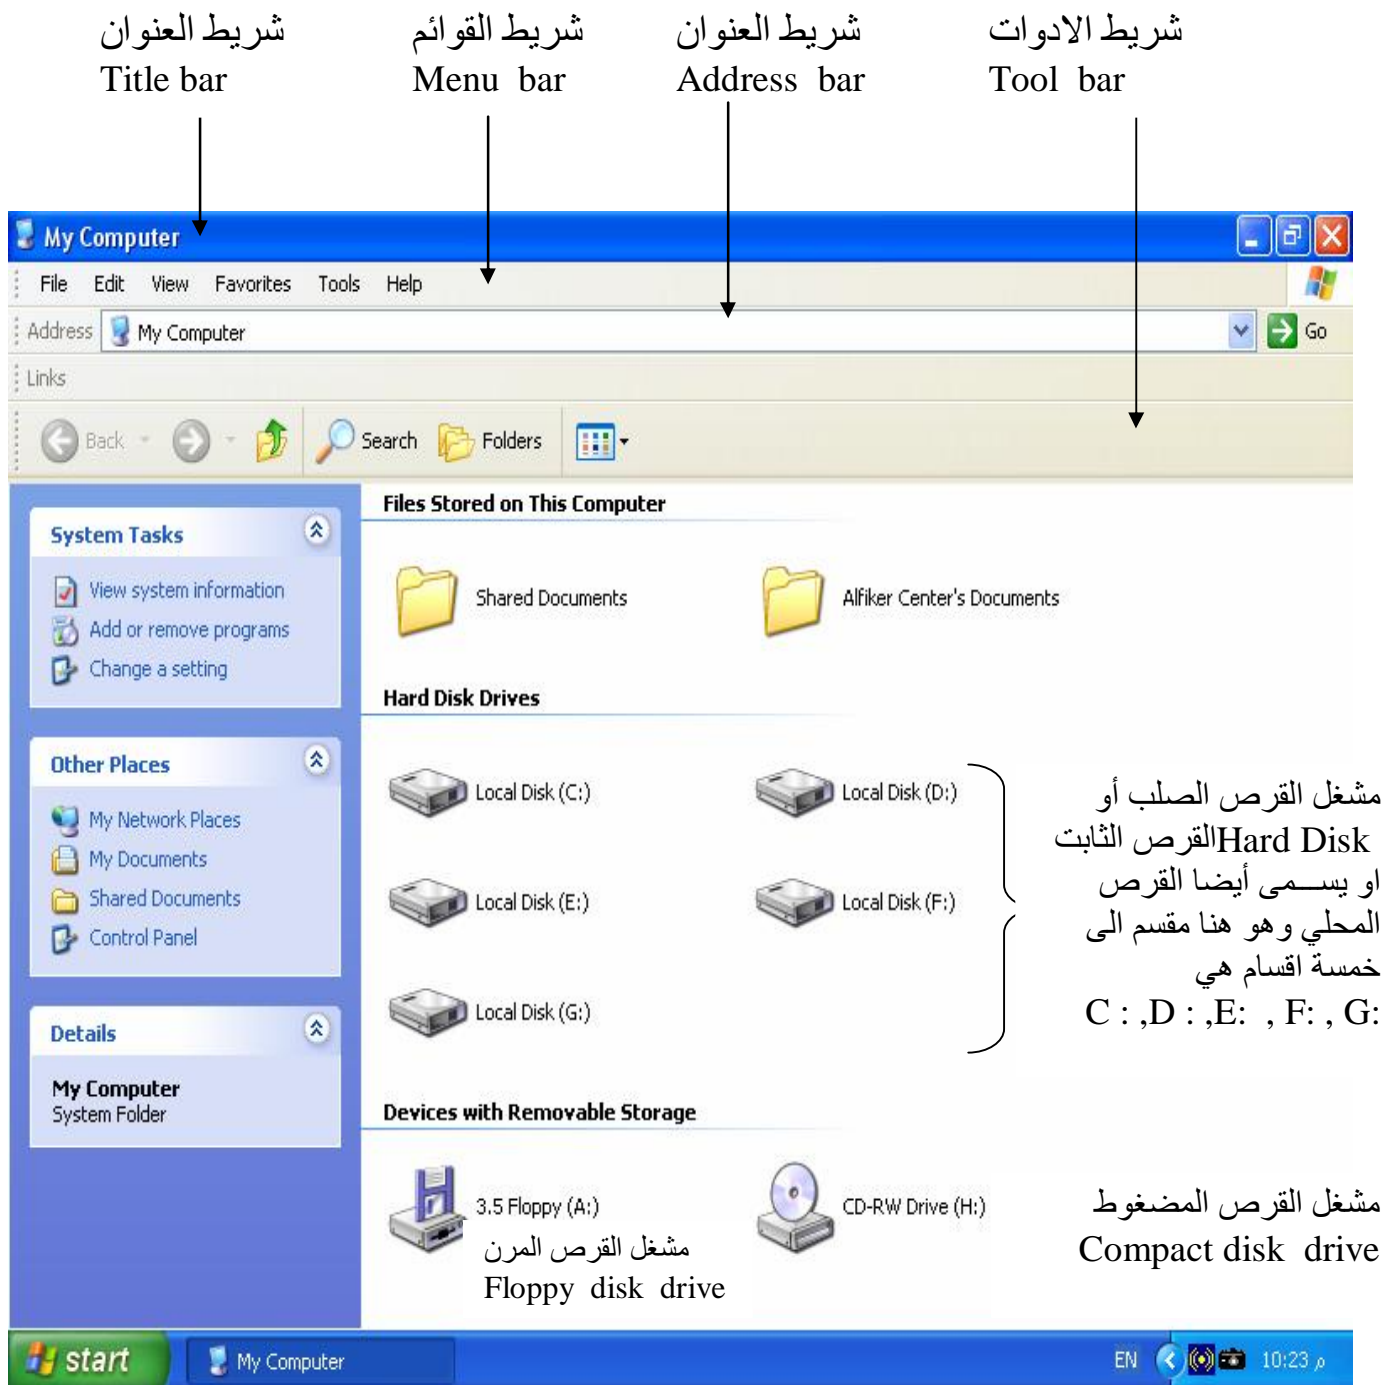 شريط العنوان
Title bar
شريط القوائم
Menu bar
شريط العنوان
Address bar
شريط الادوات
Tool bar
My Computer
File Edit View Favorites Tools Help
Address My Computer Go
Links
Back Search Folders
System Tasks
View system information
Add or remove programs
Change a setting
Other Places
My Network Places
My Documents
Shared Documents
Control Panel
Details
My Computer
System Folder
Files Stored on This Computer
Shared Documents
Alfiker Center's Documents
Hard Disk Drives
Local Disk (C:)
Local Disk (D:)
Local Disk (E:)
Local Disk (F:)
Local Disk (G:)
مشغل القرص الصلب أو
القرص الثابت Hard Disk
او يســـمى أيضا القرص
المحلي وهو هنا مقسم الى
خمسة اقسام هي
C : ,D : ,E: , F: , G:
Devices with Removable Storage
3.5 Floppy (A:)
مشغل القرص المرن
Floppy disk drive
CD-RW Drive (H:)
مشغل القرص المضغوط
Compact disk drive
start
My Computer
EN
10:23 م